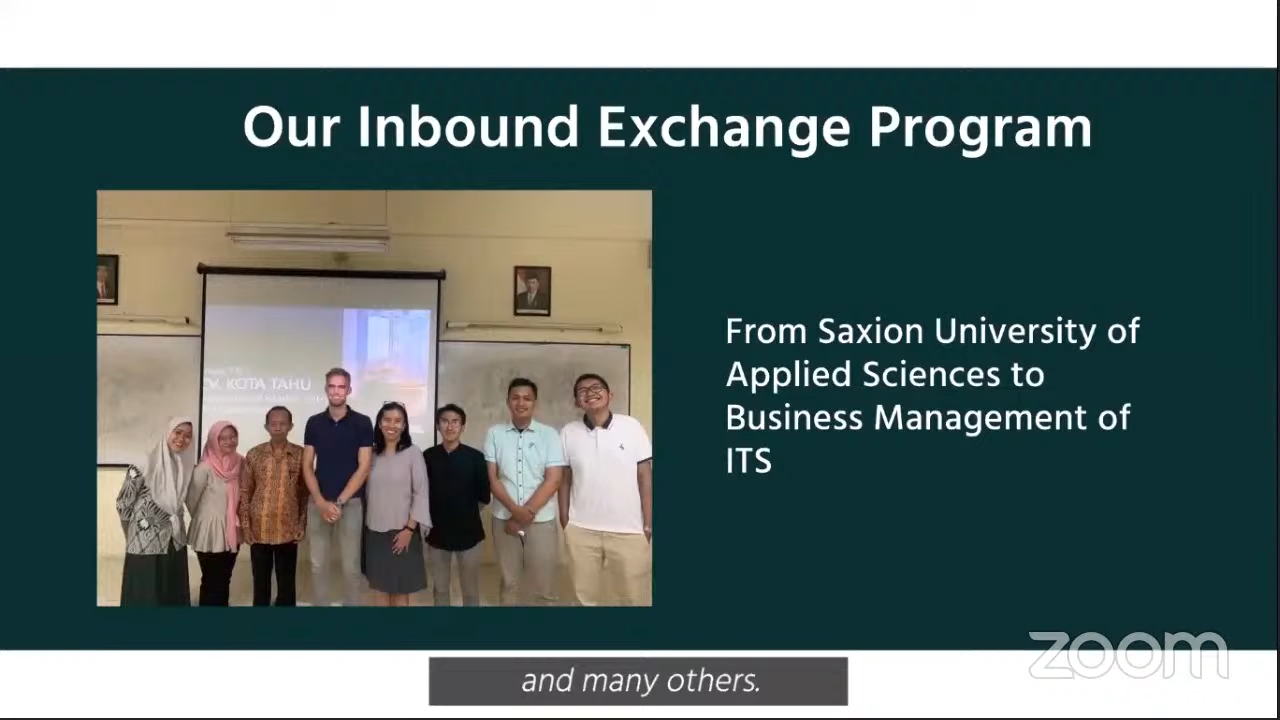 Our Inbound Exchange Program
KOTA TAHU
From Saxion University of
Applied Sciences to
Business Management of
ITS
zoom
and many others.